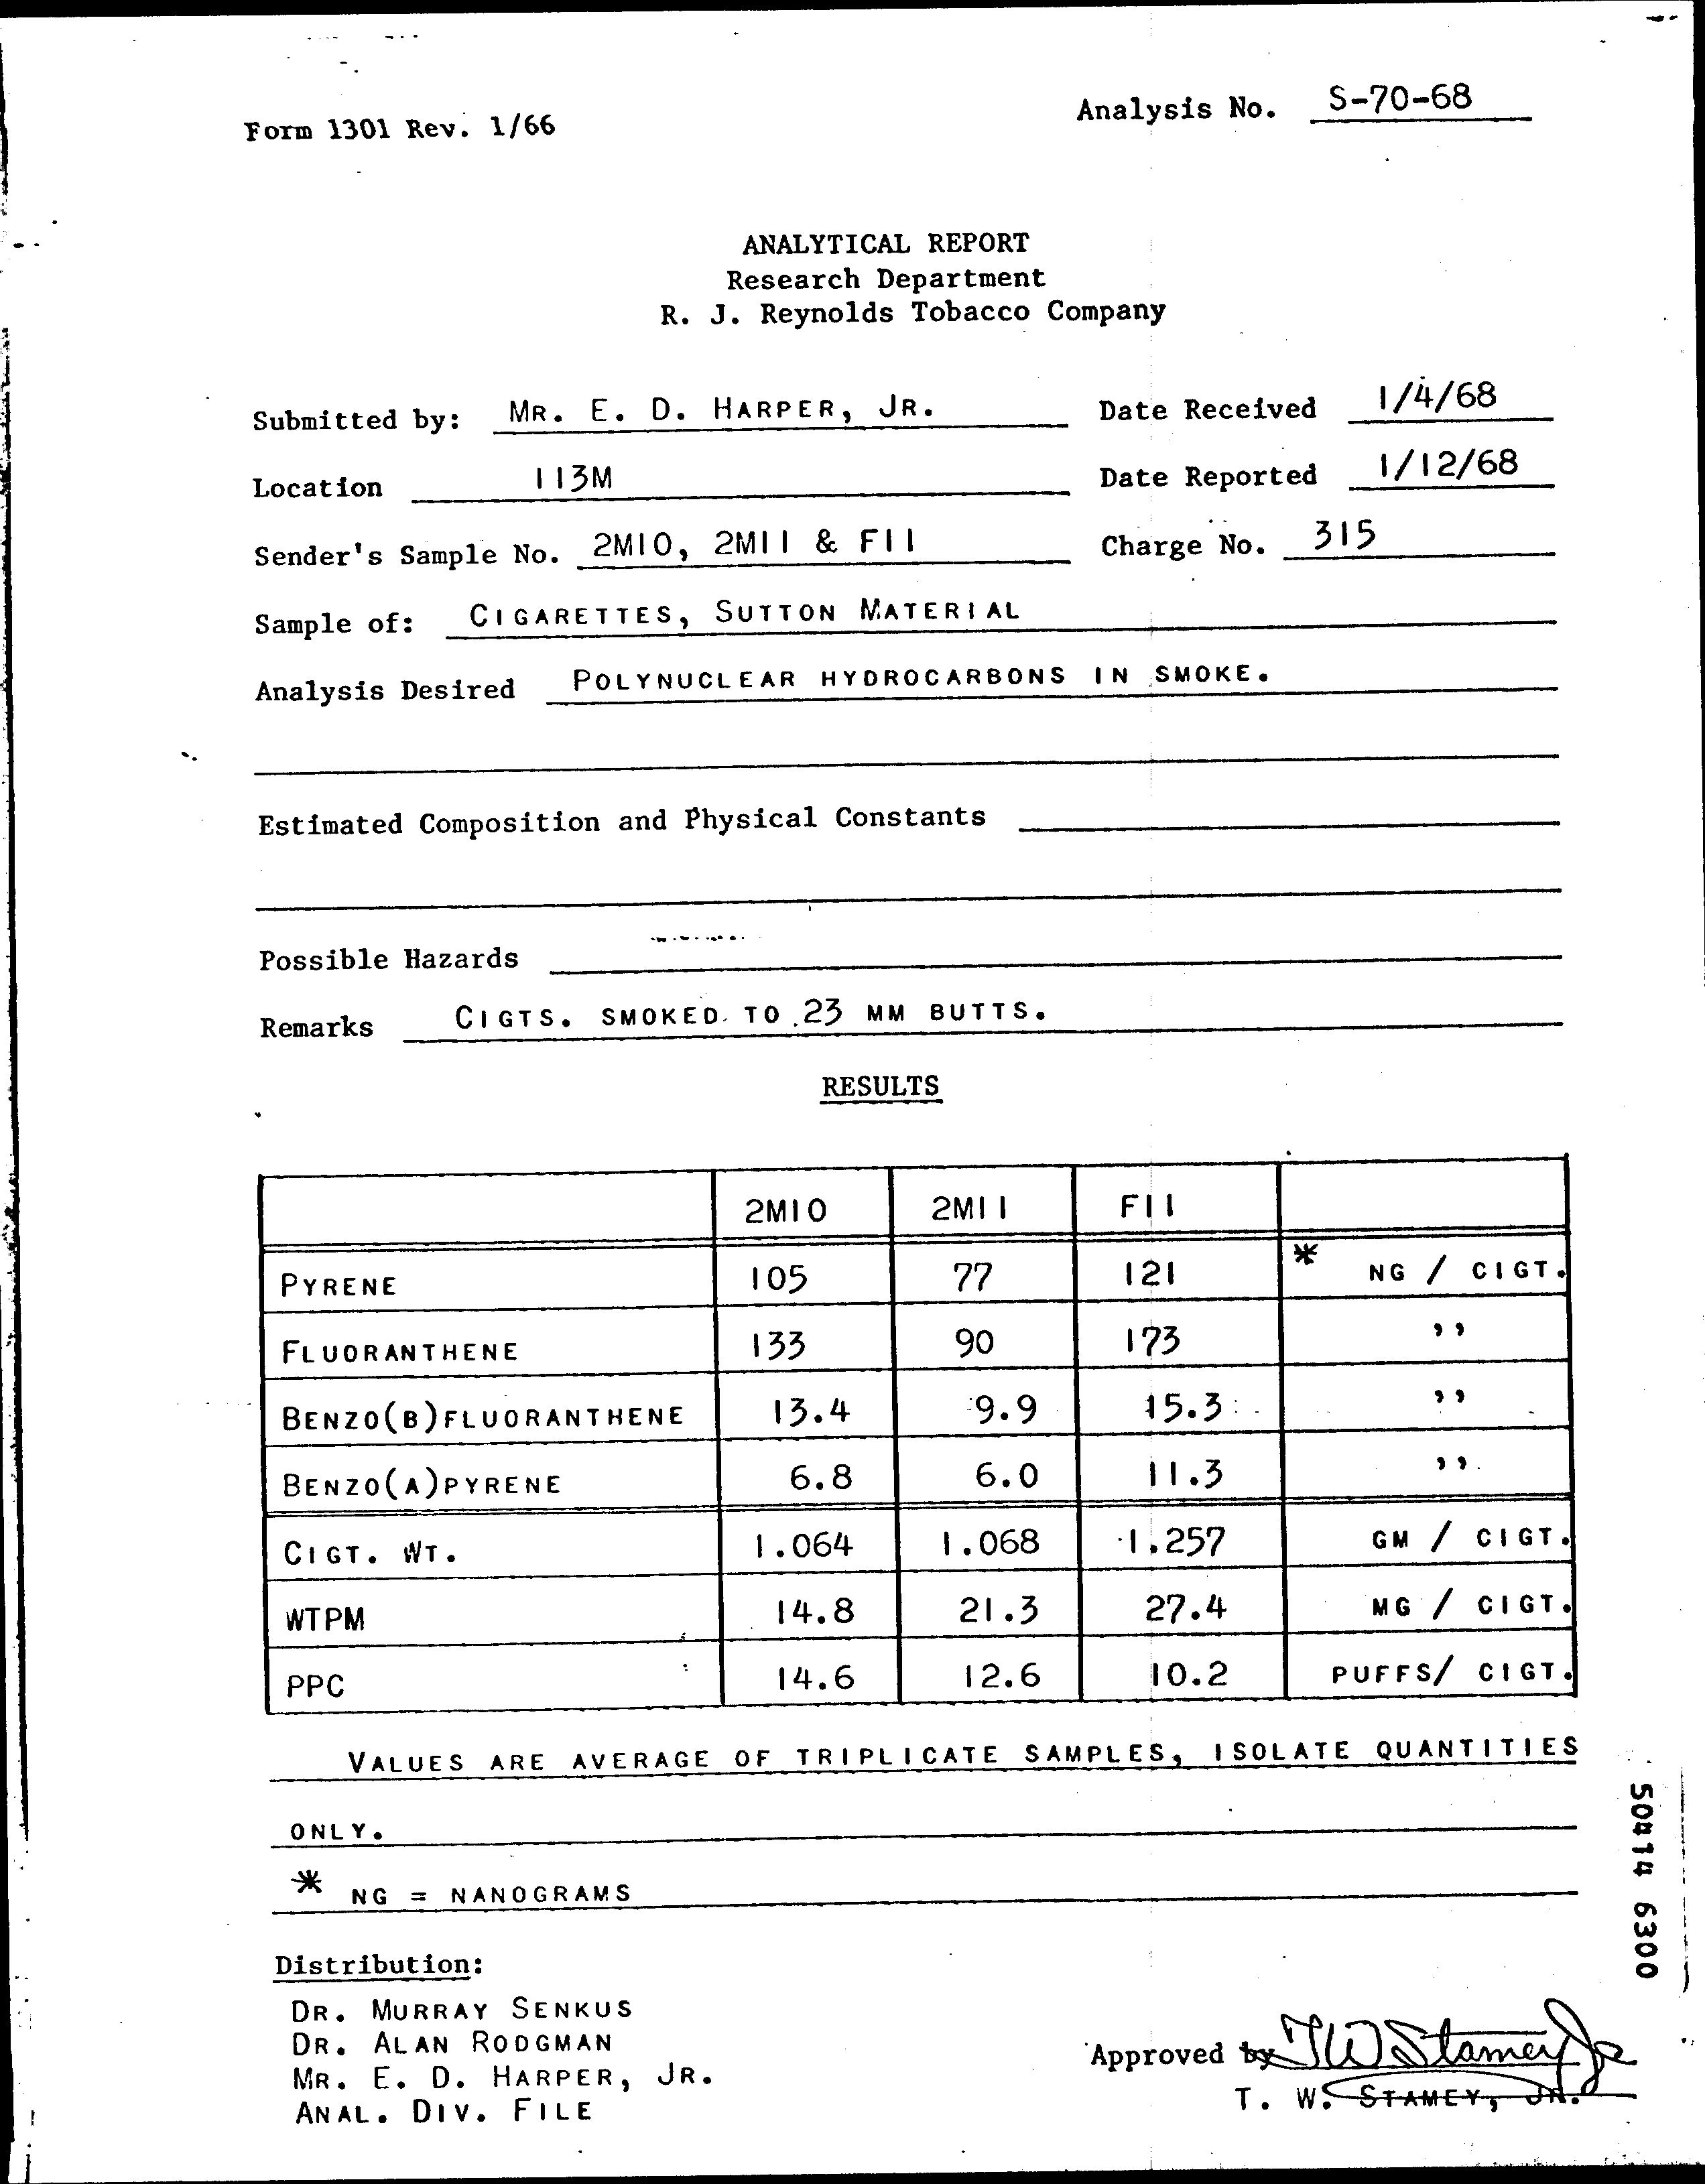 Form 1301 Rev. 1/66
Analysis No. S-70-68
ANALYTICAL REPORT
Research Department
R. J. Reynolds Tobacco Company
Submitted by: MR. E. D. HARPER, JR. Date Received 1/4/68
Location 113M Date Reported 1/12/68
Sender's Sample No. 2M10, 2M11 & F11 Charge No. 315
Sample of: CIGARETTES, SUTTON MATERIAL
Analysis Desired POLYNUCLEAR HYDROCARBONS IN SMOKE.
Estimated Composition and Physical Constants
Possible Hazards
Remarks CIGTS. SMOKED TO 23 MM BUTTS.
RESULTS
2M10 2M11 F11
PYRENE 105 77 121 * NG / CIGT.
FLUORANTHENE 133 90 173 ,,
BENZO(B)FLUORANTHENE 13.4 9.9 15.3 ,,
BENZO(A)PYRENE 6.8 6.0 11.3 ,,
CIGT. WT. 1.064 1.068 1.257 GM / CIGT.
WTPM 14.8 21.3 27.4 MG / CIGT.
PPC 14.6 12.6 10.2 PUFFS/ CIGT.
VALUES ARE AVERAGE OF TRIPLICATE SAMPLES, ISOLATE QUANTITIES
ONLY.
* NG = NANOGRAMS
50414 6300
Distribution:
DR. MURRAY SENKUS
DR. ALAN RODGMAN
MR. E. D. HARPER, JR.
ANAL. DIV. FILE
Approved by TW Stamey Jr
T. W. STAMEY, JR.